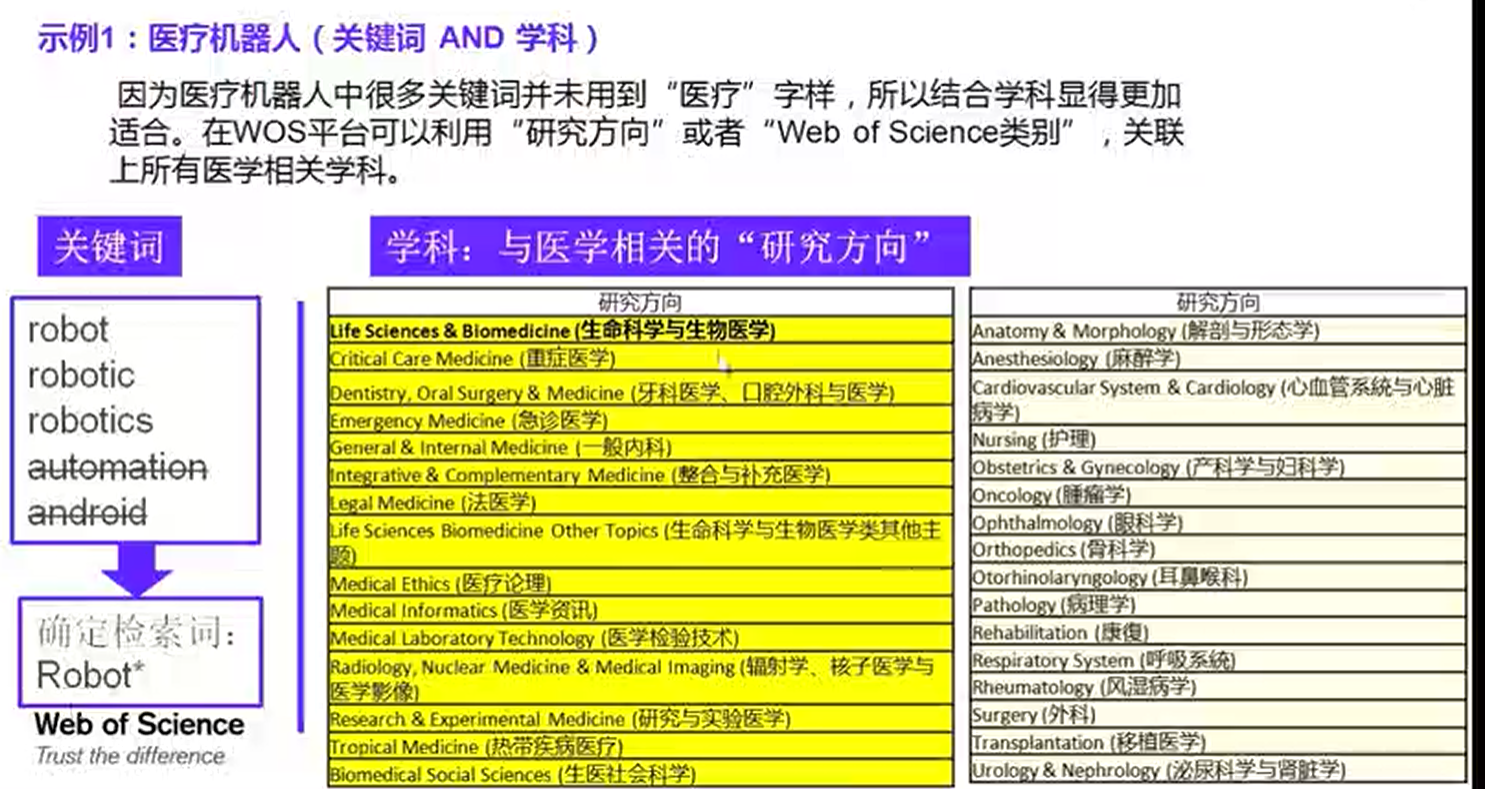 示例1：医疗机器人（关键词 AND 学科）
因为医疗机器人中很多关键词并未用到“医疗”字样，所以结合学科显得更加
适合。在WOS平台可以利用“研究方向”或者“Web of Science类别”，关联
上所有医学相关学科。
关键词
robot
robotic
robotics
automation
android
确定检索词：
Robot*
Web of Science
Trust the difference
学科：与医学相关的“研究方向”
研究方向
Life Sciences & Biomedicine (生命科学与生物医学)
Critical Care Medicine (重症医学)
Dentistry, Oral Surgery & Medicine (牙科医学、口腔外科与医学)
Emergency Medicine (急诊医学)
General & Internal Medicine (一般内科)
Integrative & Complementary Medicine (整合与补充医学)
Legal Medicine (法医学)
Life Sciences Biomedicine Other Topics (生命科学与生物医学类其他主
题)
Medical Ethics (医疗论理)
Medical Informatics (医学资讯)
Medical Laboratory Technology (医学检验技术)
Radiology, Nuclear Medicine & Medical Imaging (辐射学、核子医学与
医学影像)
Research & Experimental Medicine (研究与实验医学)
Tropical Medicine (热带疾病医疗)
Biomedical Social Sciences (生医社会科学)
研究方向
Anatomy & Morphology (解剖与形态学)
Anesthesiology (麻醉学)
Cardiovascular System & Cardiology (心血管系統与心脏
病学)
Nursing (护理)
Obstetrics & Gynecology (产科学与妇科学)
Oncology (腫瘤学)
Ophthalmology (眼科学)
Orthopedics (骨科学)
Otorhinolaryngology (耳鼻喉科)
Pathology (病理学)
Rehabilitation (康復)
Respiratory System (呼吸系統)
Rheumatology (风湿病学)
Surgery (外科)
Transplantation (移植医学)
Urology & Nephrology (泌尿科学与肾脏学)